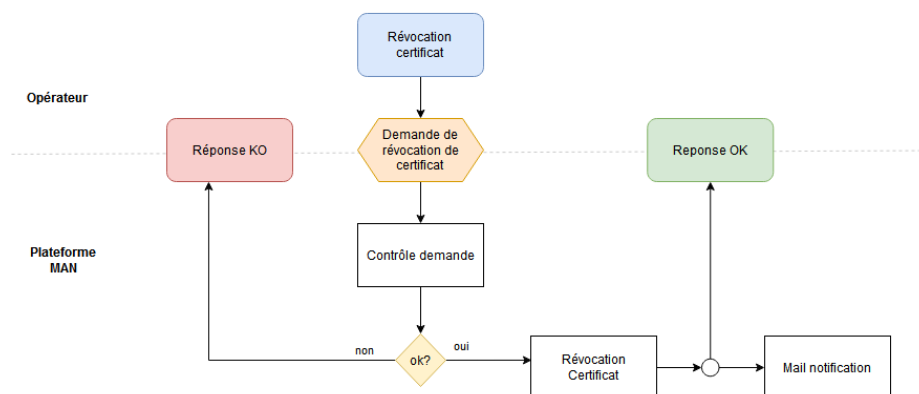 Révocation
certificat
Opérateur
Réponse KO
Demande de
révocation de
certificat
Reponse OK
Contrôle demande
Plateforme
MAN
non
ok?
oui
Révocation
Certificat
Mail notification